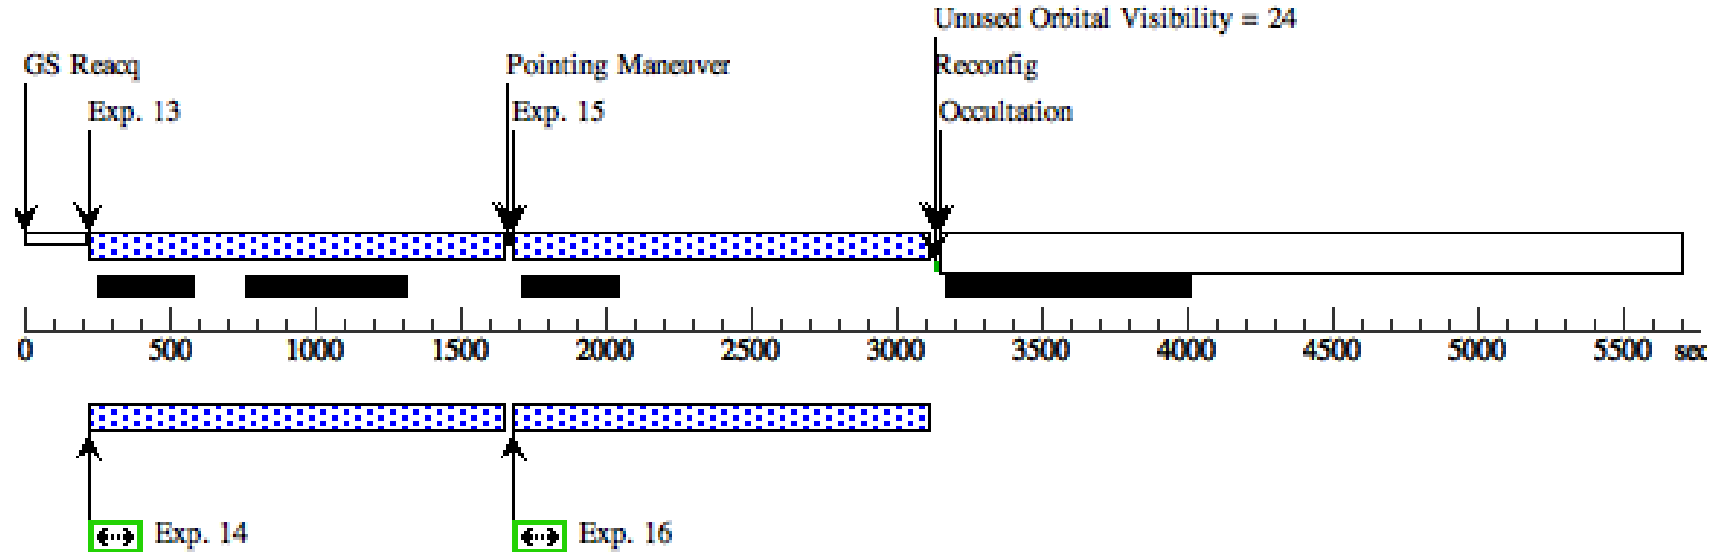 Unused Orbital Visibility = 24
GS Reacq Pointing Maneuver Reconfig
Exp. 13 Exp. 15 Occultation
0 500 1000 1500 2000 2500 3000 3500 4000 4500 5000 5500 sec
Exp. 14 Exp. 16